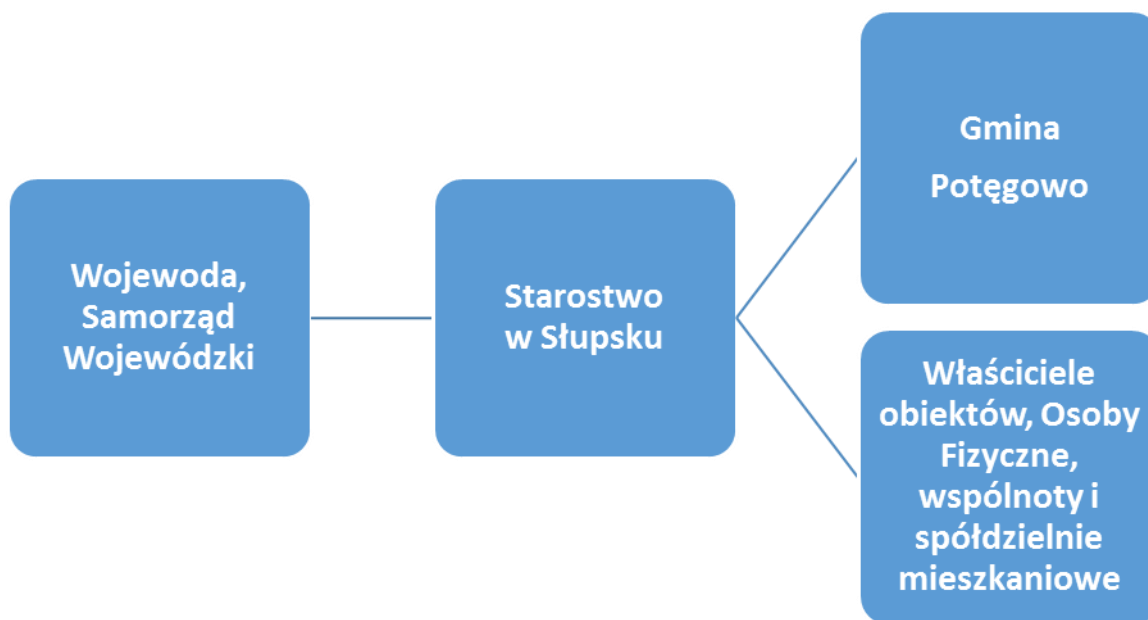 Wojewoda,
Samorząd
Wojewódzki
Starostwo
w Słupsku
Gmina
Potęgowo
Właściciele
obiektów, Osoby
Fizyczne,
wspólnoty i
spółdzielnie
mieszkaniowe